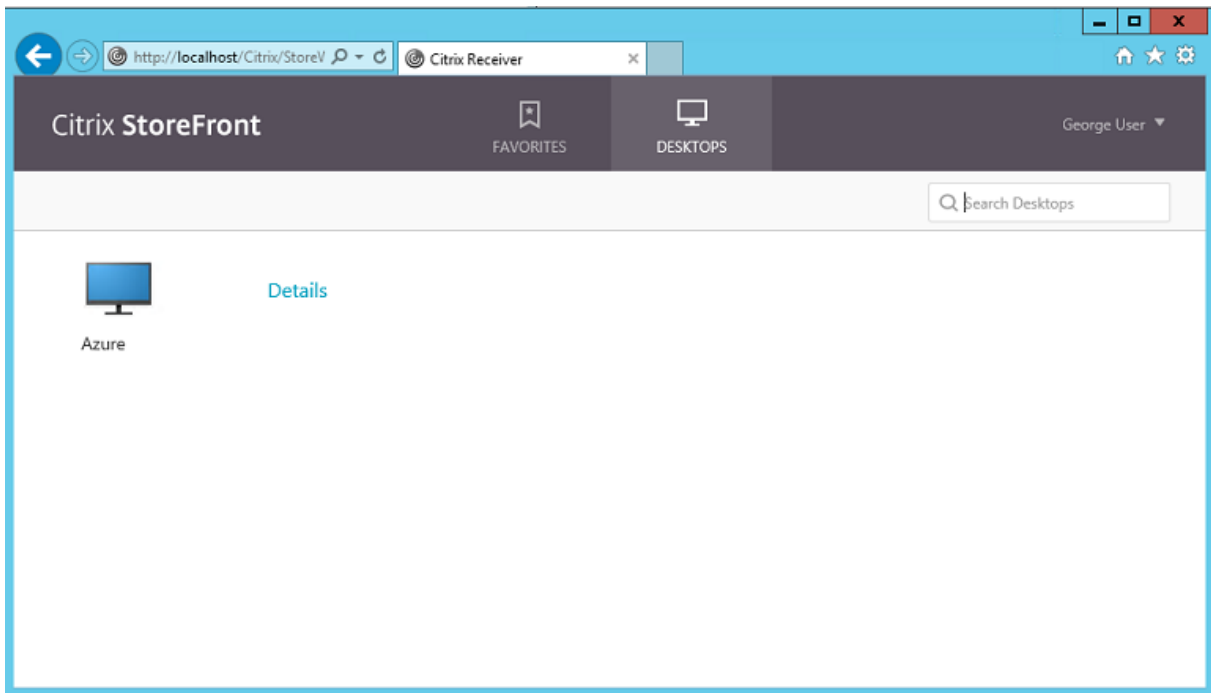 http://localhost/Citrix/StoreV
Citrix Receiver
Citrix StoreFront
FAVORITES
DESKTOPS
George User
Search Desktops
Details
Azure